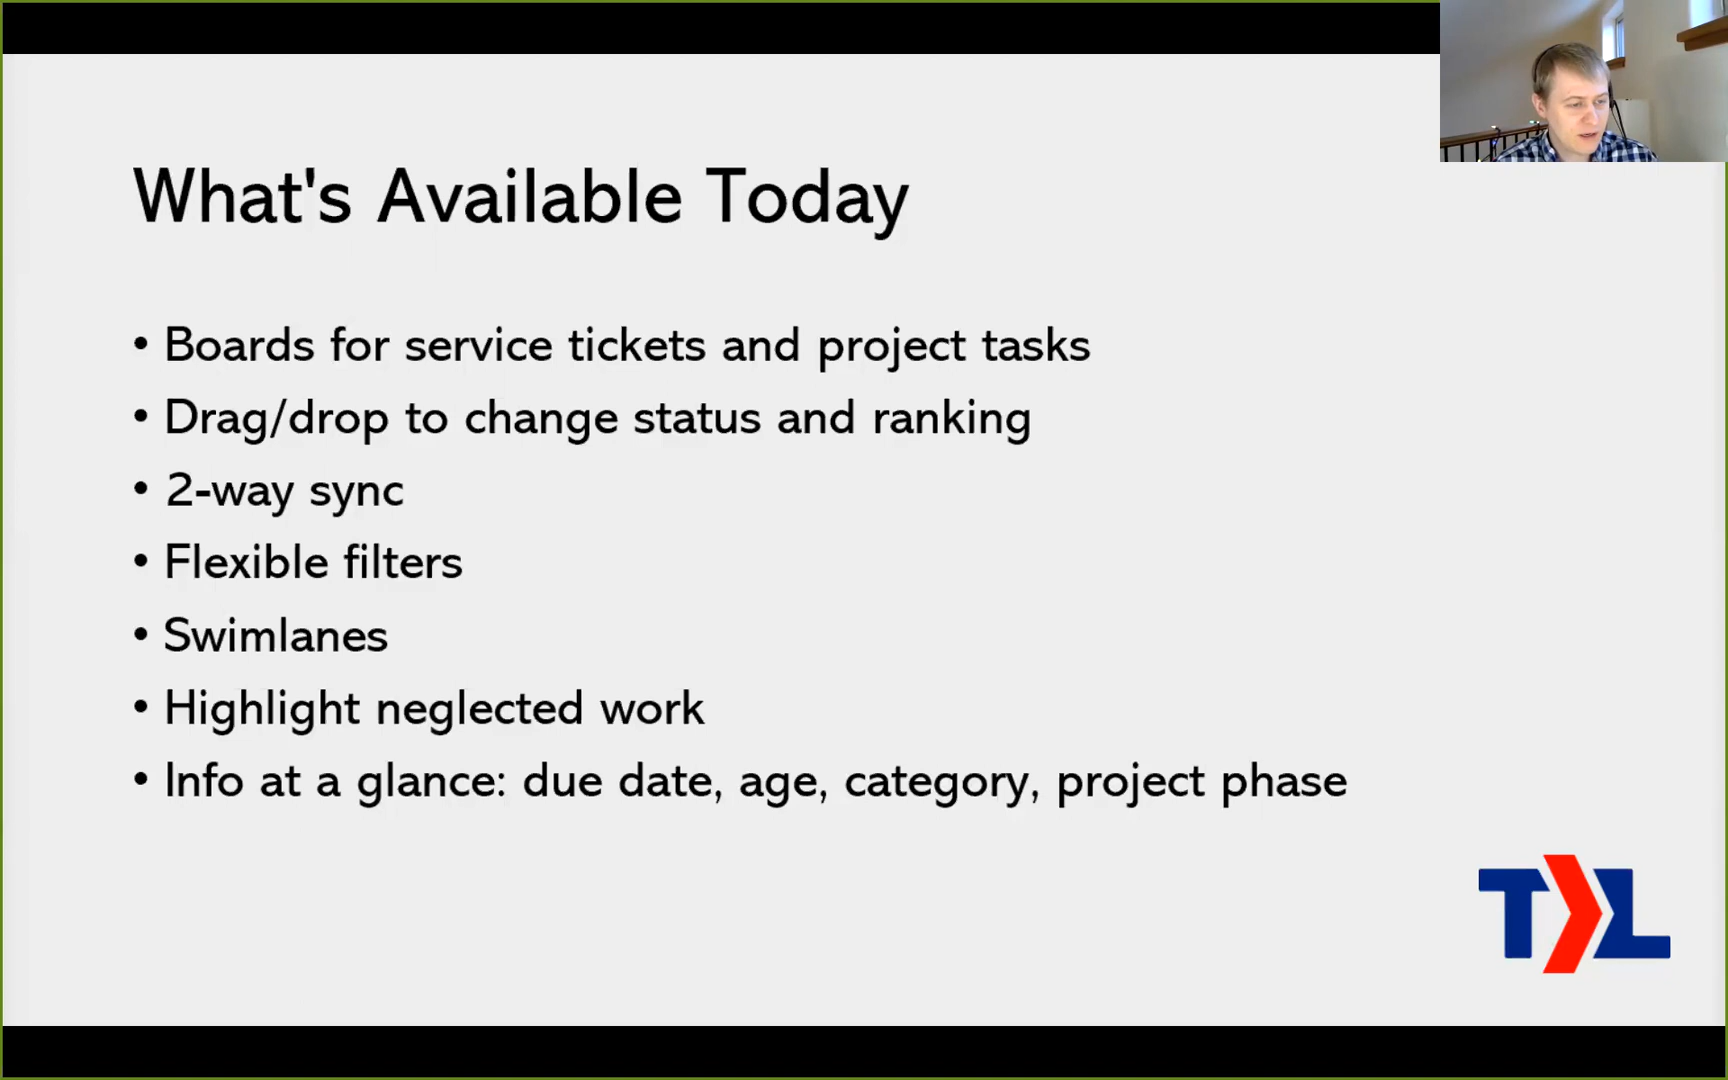 What's Available Today
• Boards for service tickets and project tasks
• Drag/drop to change status and ranking
• 2-way sync
• Flexible filters
• Swimlanes
• Highlight neglected work
• Info at a glance: due date, age, category, project phase
TL